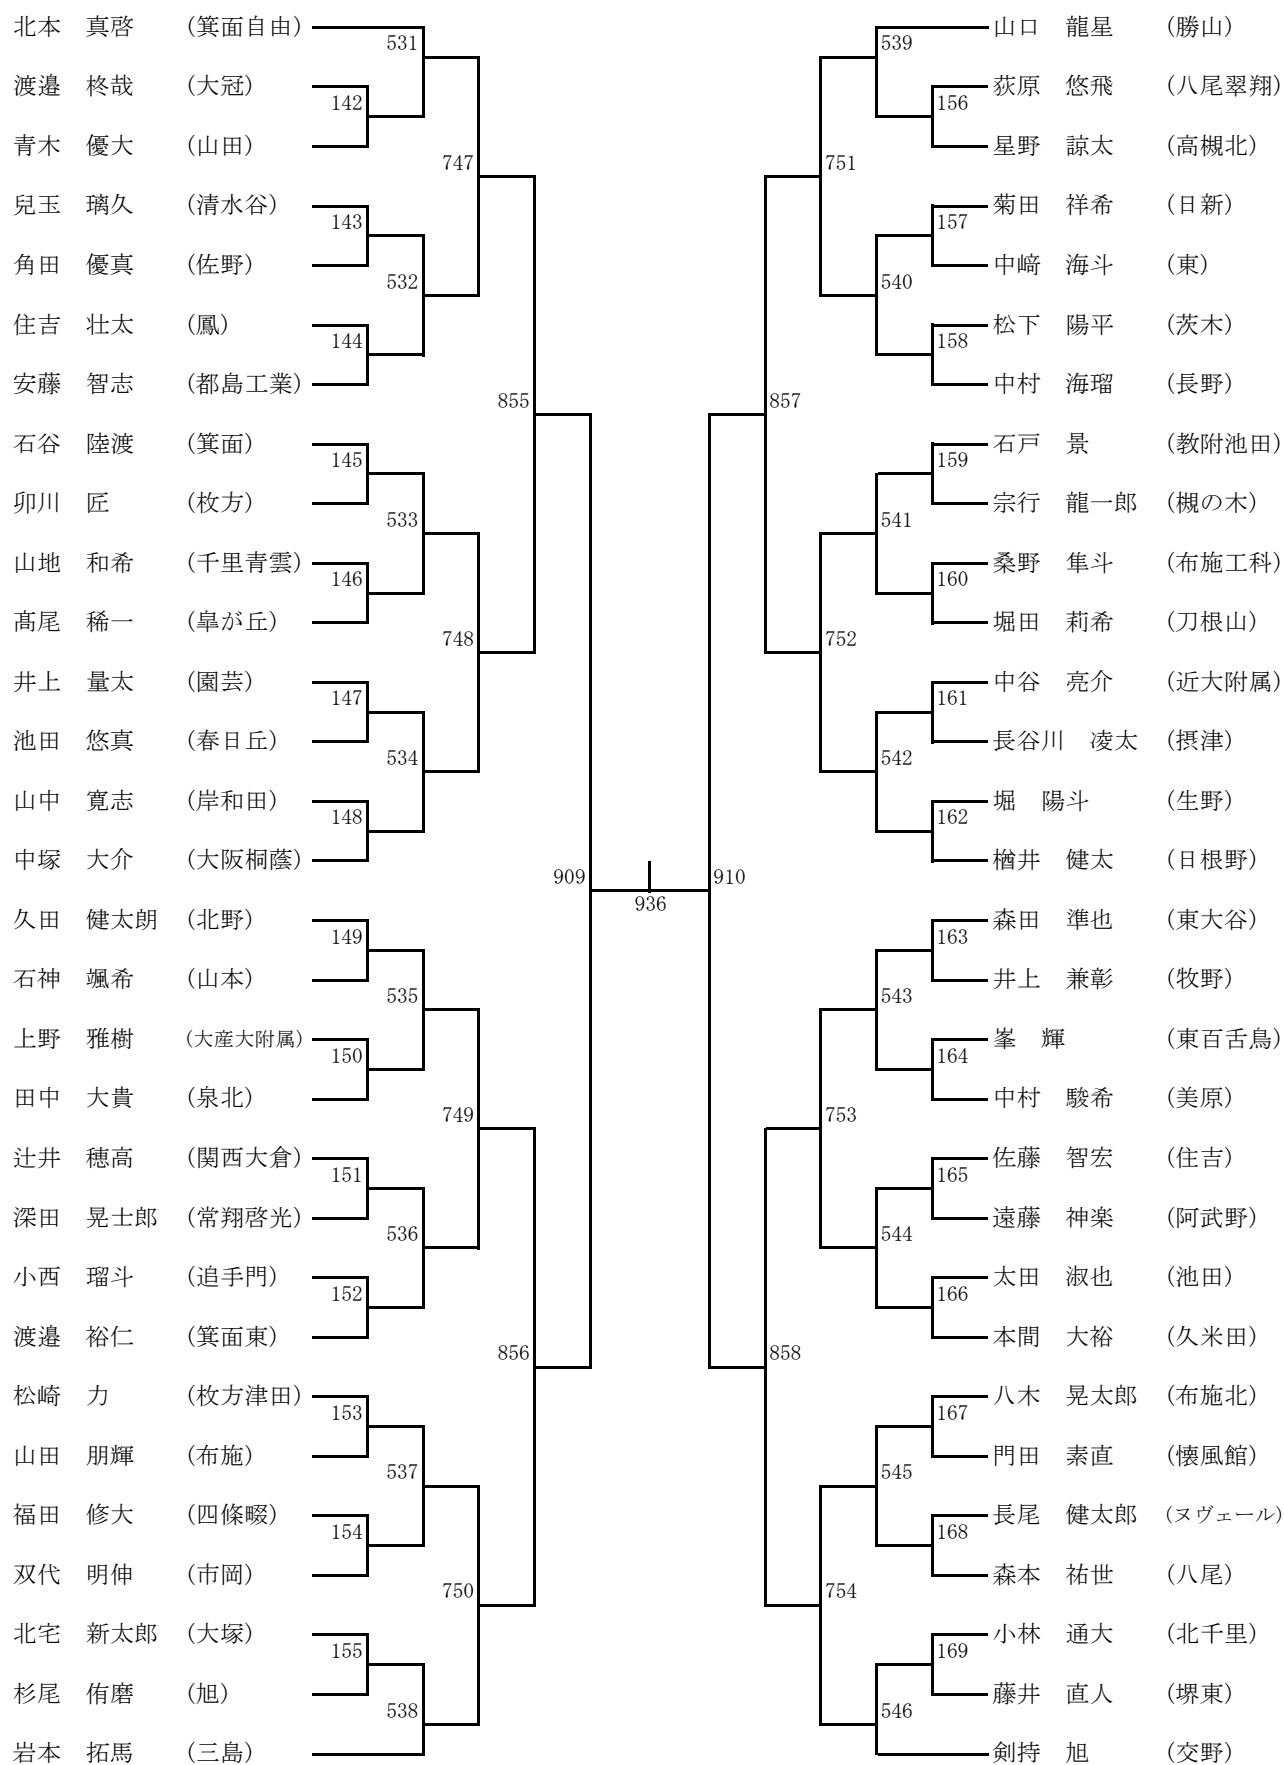 北本 真啓 (箕面自由)
531
渡邉 柊哉 (大冠)
142
青木 優大 (山田)
747
兒玉 璃久 (清水谷)
143
角田 優真 (佐野)
532
住吉 壮太 (鳳)
144
安藤 智志 (都島工業)
855
石谷 陸渡 (箕面)
145
卯川 匠 (枚方)
533
山地 和希 (千里青雲)
146
髙尾 稀一 (皐が丘)
748
井上 量太 (園芸)
147
池田 悠真 (春日丘)
534
山中 寛志 (岸和田)
148
中塚 大介 (大阪桐蔭)
909
久田 健太朗 (北野)
149
石神 颯希 (山本)
535
上野 雅樹 (大産大附属)
150
田中 大貴 (泉北)
749
辻井 穂高 (関西大倉)
151
深田 晃士郎 (常翔啓光)
536
小西 瑠斗 (追手門)
152
渡邉 裕仁 (箕面東)
856
松崎 力 (枚方津田)
153
山田 朋輝 (布施)
537
福田 修大 (四條畷)
154
双代 明伸 (市岡)
750
北宅 新太郎 (大塚)
155
杉尾 侑磨 (旭)
538
岩本 拓馬 (三島)
936
山口 龍星 (勝山)
539
荻原 悠飛 (八尾翠翔)
156
星野 諒太 (高槻北)
751
菊田 祥希 (日新)
157
中﨑 海斗 (東)
540
松下 陽平 (茨木)
158
中村 海瑠 (長野)
857
石戸 景 (教附池田)
159
宗行 龍一郎 (槻の木)
541
桑野 隼斗 (布施工科)
160
堀田 莉希 (刀根山)
752
中谷 亮介 (近大附属)
161
長谷川 凌太 (摂津)
542
堀 陽斗 (生野)
162
楢井 健太 (日根野)
910
森田 準也 (東大谷)
163
井上 兼彰 (牧野)
543
峯 輝 (東百舌鳥)
164
中村 駿希 (美原)
753
佐藤 智宏 (住吉)
165
遠藤 神楽 (阿武野)
544
太田 淑也 (池田)
166
本間 大裕 (久米田)
858
八木 晃太郎 (布施北)
167
門田 素直 (懐風館)
545
長尾 健太郎 (ヌヴェール)
168
森本 祐世 (八尾)
754
小林 通大 (北千里)
169
藤井 直人 (堺東)
546
剣持 旭 (交野)